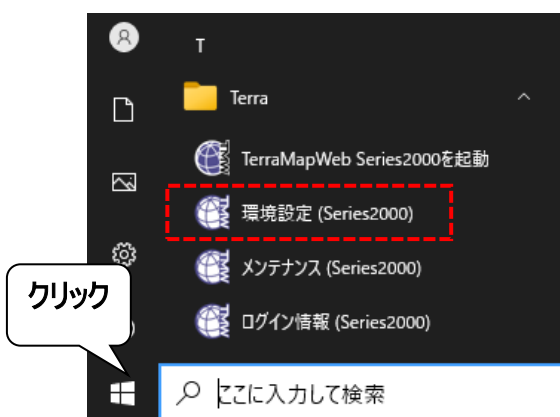 T
Terra
TerraMapWeb Series2000を起動
環境設定 (Series2000)
メンテナンス (Series2000)
ログイン情報 (Series2000)
クリック
ここに入力して検索